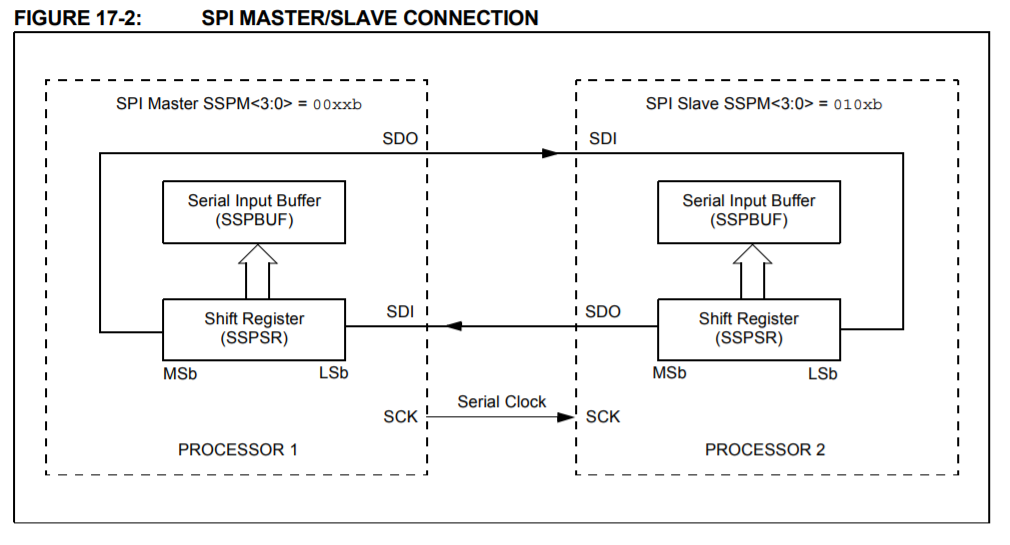 FIGURE 17-2: SPI MASTER/SLAVE CONNECTION
SPI Master SSPM<3:0> = 00xxb
SPI Slave SSPM<3:0> = 010xb
SDO
SDI
Serial Input Buffer
(SSPBUF)
Serial Input Buffer
(SSPBUF)
SDI
SDO
Shift Register
(SSPSR)
Shift Register
(SSPSR)
MSb
LSb
MSb
LSb
Serial Clock
SCK
SCK
PROCESSOR 1
PROCESSOR 2